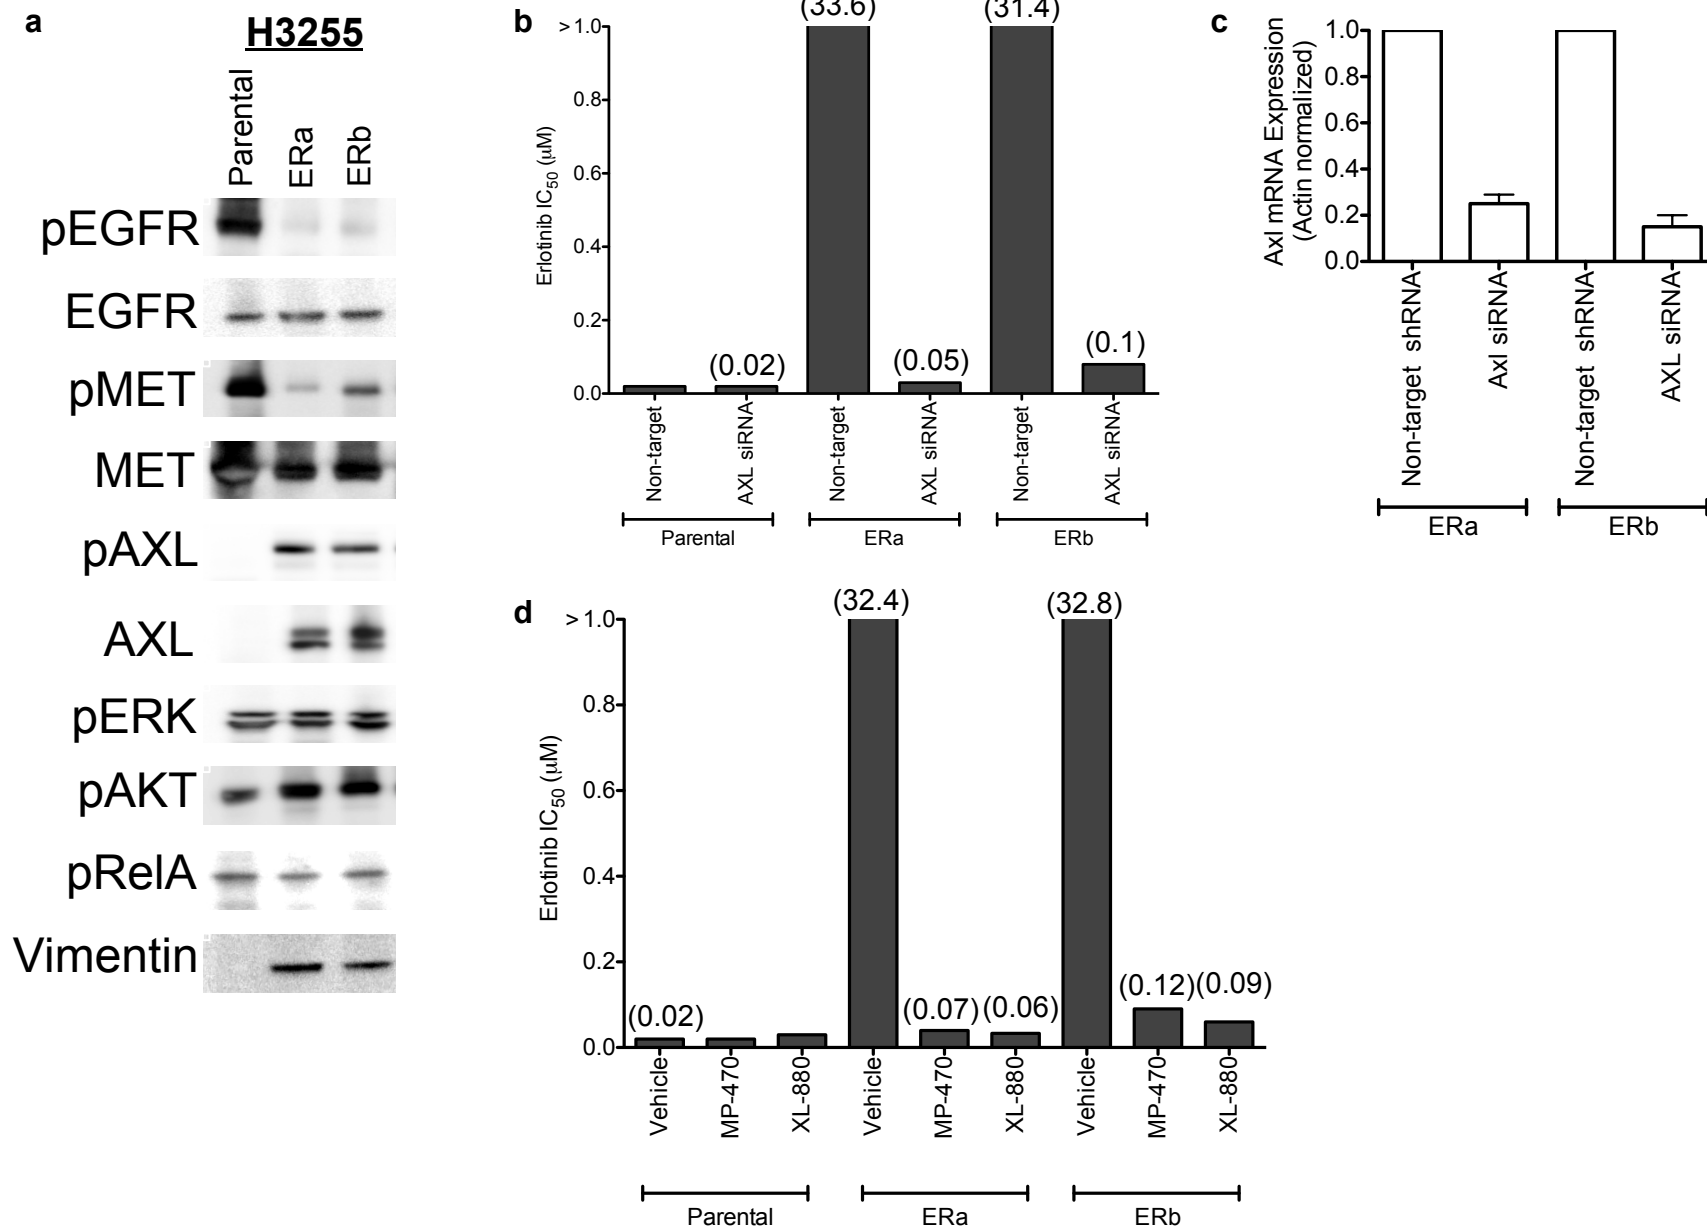 a
H3255
Parental
ERa
ERb
pEGFR
EGFR
pMET
MET
pAXL
AXL
pERK
pAKT
pRelA
Vimentin
b
Erlotinib IC50 (µM)
> 1.0
0.8
0.6
0.4
0.2
0.0
(0.02)
(33.6)
(0.05)
(31.4)
(0.1)
Non-target
AXL siRNA
Non-target
AXL siRNA
Non-target
AXL siRNA
Parental
ERa
ERb
c
Axl mRNA Expression
(Actin normalized)
1.0
0.8
0.6
0.4
0.2
0.0
Non-target shRNA
Axl siRNA
Non-target shRNA
AXL siRNA
ERa
ERb
d
Erlotinib IC50 (µM)
> 1.0
0.8
0.6
0.4
0.2
0.0
(0.02)
(32.4)
(0.07)
(0.06)
(32.8)
(0.12)
(0.09)
Vehicle
MP-470
XL-880
Vehicle
MP-470
XL-880
Vehicle
MP-470
XL-880
Parental
ERa
ERb